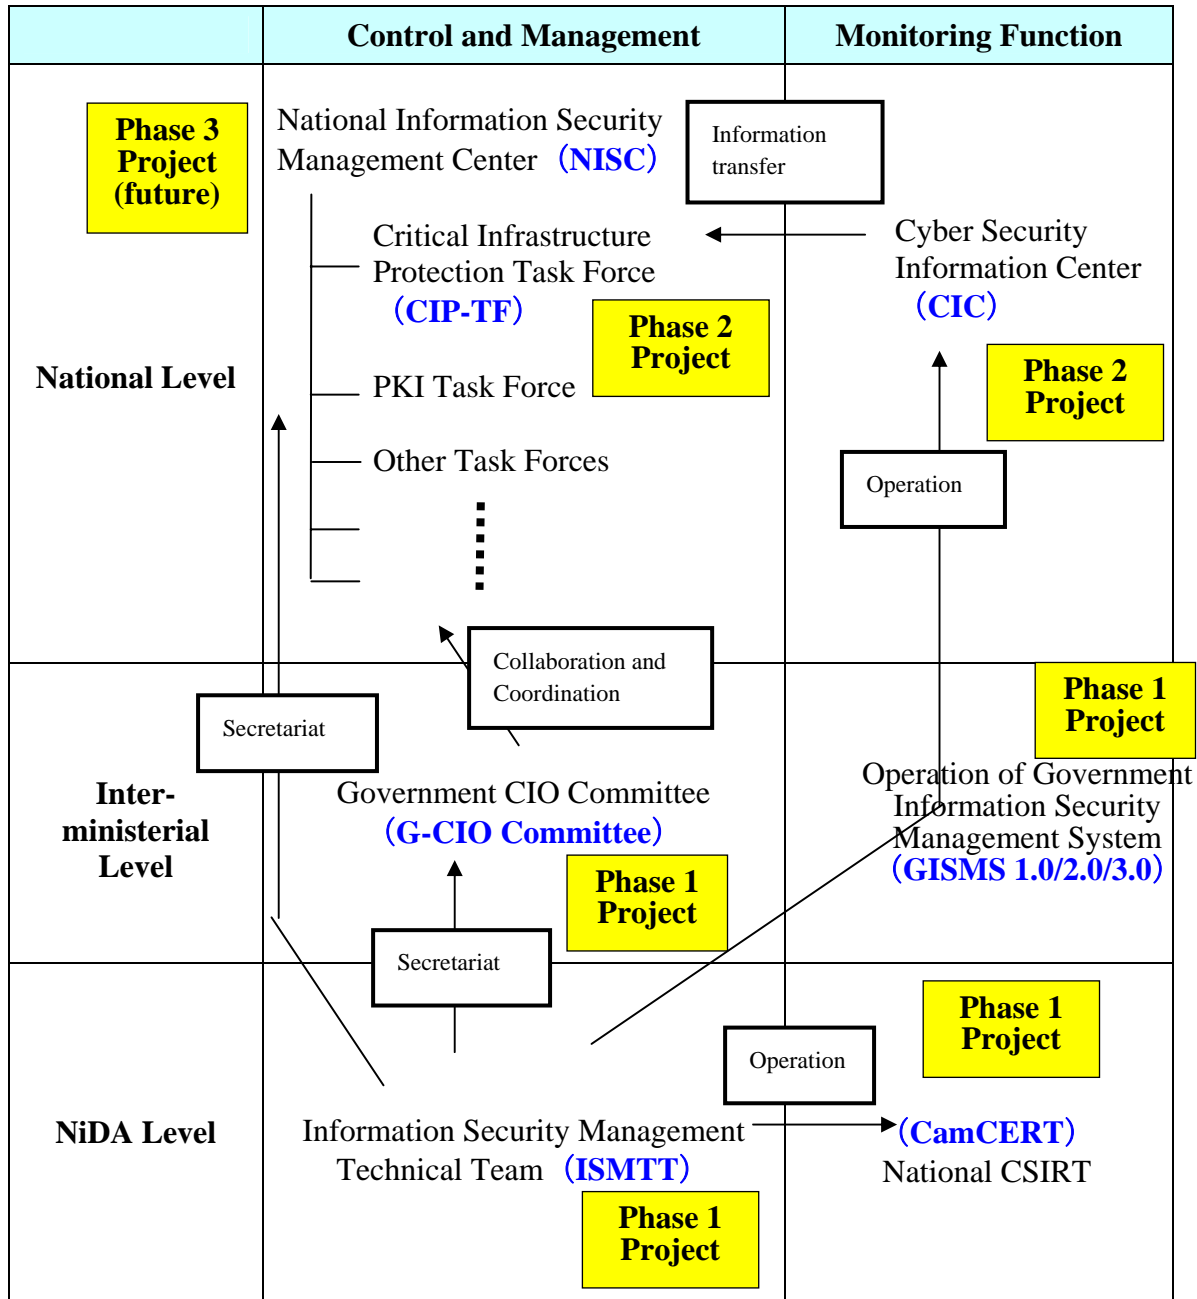 Control and Management
Monitoring Function
National Level
Phase 3
Project
(future)
National Information Security
Management Center （NISC）
Information
transfer
Critical Infrastructure
Protection Task Force
（CIP-TF）
Phase 2
Project
Cyber Security
Information Center
（CIC）
Phase 2
Project
PKI Task Force
Other Task Forces
Operation
Collaboration and
Coordination
Secretariat
Inter-
ministerial
Level
Government CIO Committee
（G-CIO Committee）
Phase 1
Project
Phase 1
Project
Operation of Government
Information Security
Management System
（GISMS 1.0/2.0/3.0）
Secretariat
NiDA Level
Information Security Management
Technical Team （ISMTT）
Phase 1
Project
Operation
Phase 1
Project
（CamCERT）
National CSIRT